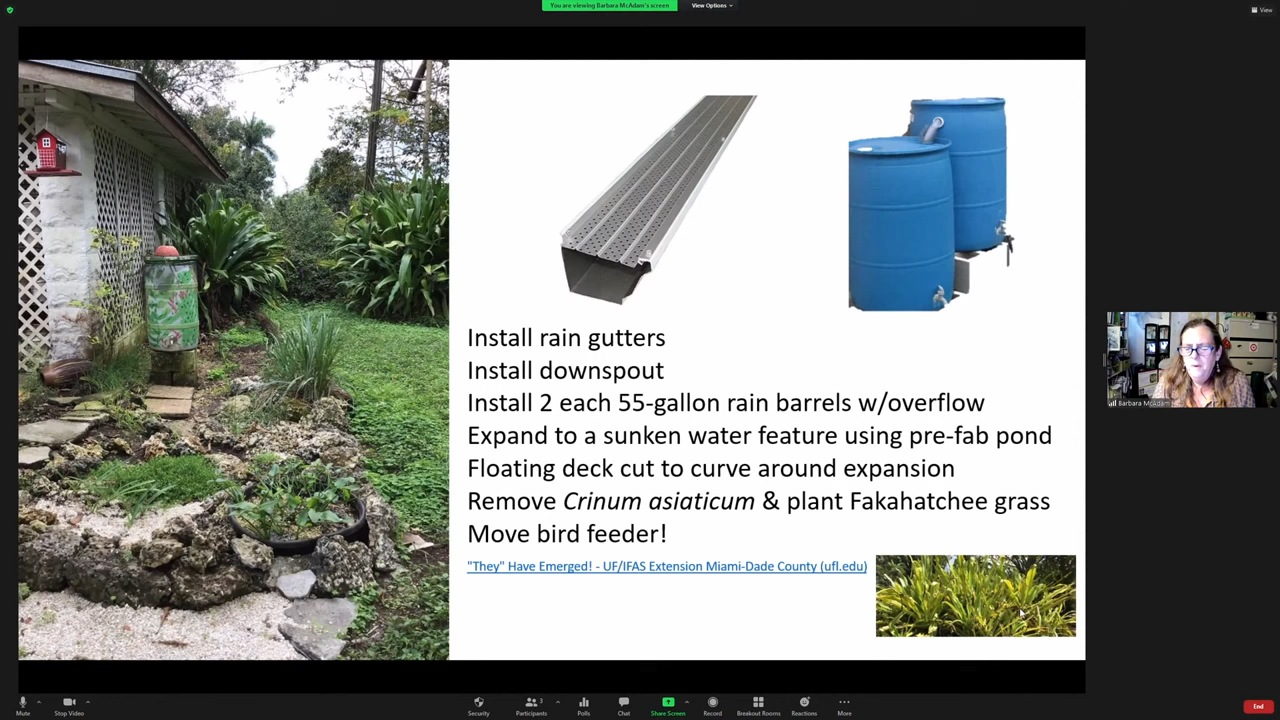 You are viewing Barbara McAdam's screen
View Options
View
Install rain gutters
Install downspout
Install 2 each 55-gallon rain barrels w/overflow
Expand to a sunken water feature using pre-fab pond
Floating deck cut to curve around expansion
Remove Crinum asiaticum & plant Fakahatchee grass
Move bird feeder!
"They" Have Emerged! - UF/IFAS Extension Miami-Dade County (ufl.edu)
Barbara McAdam
Mute
Stop Video
Security
Participants
3
Polls
Chat
Share Screen
Record
Breakout Rooms
Reactions
More
End